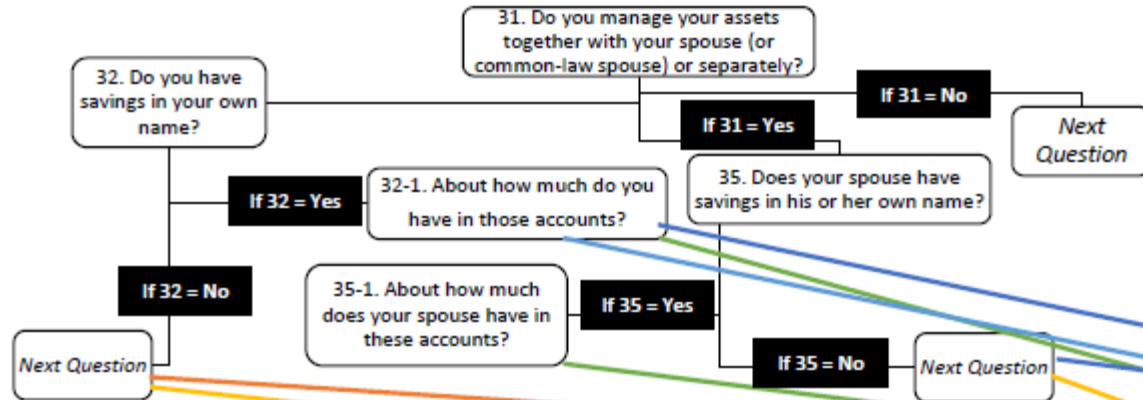 31. Do you manage your assets
together with your spouse (or
common-law spouse) or separately?
32. Do you have
savings in your own
name?
If 31 = No
If 31 = Yes
Next
Question
32-1. About how much do you
have in those accounts?
If 32 = Yes
35. Does your spouse have
savings in his or her own name?
If 32 = No
35-1. About how much
does your spouse have in
these accounts?
If 35 = Yes
Next Question
If 35 = No
Next Question